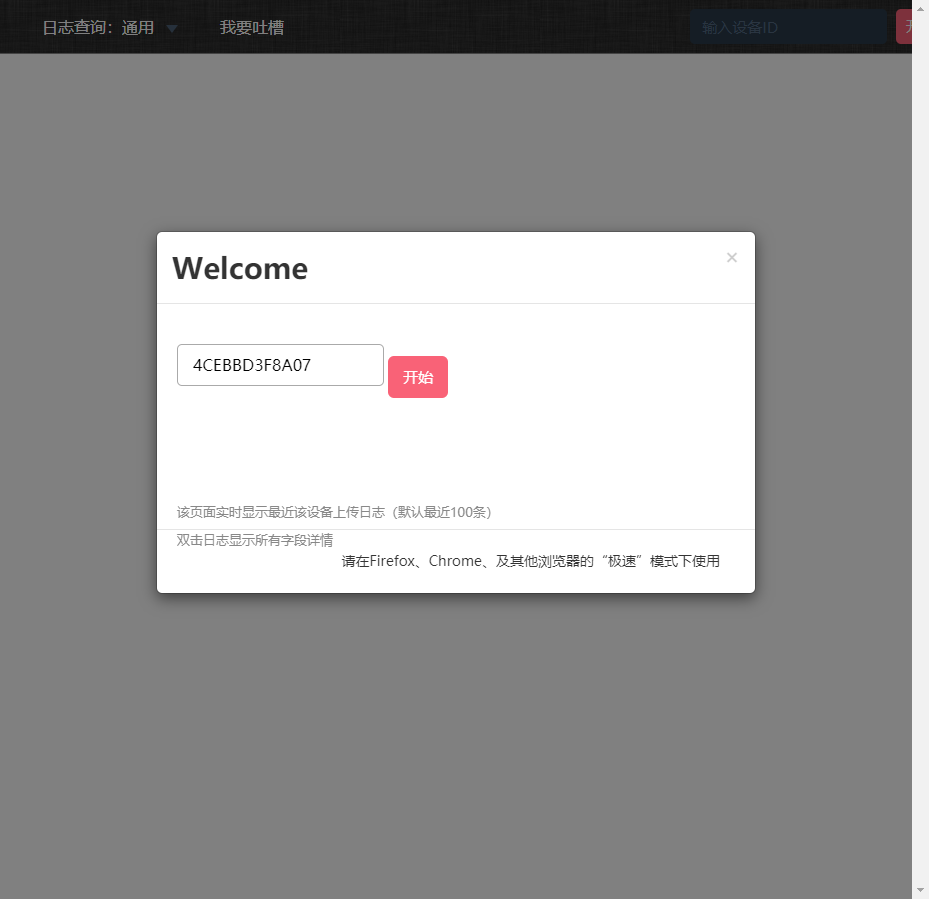 日志查询：通用 我要吐槽 输入设备ID
Welcome ×
4CEBBD3F8A07 开始
该页面实时显示最近该设备上传日志（默认最近100条）
双击日志显示所有字段详情
请在Firefox、Chrome、及其他浏览器的“极速”模式下使用